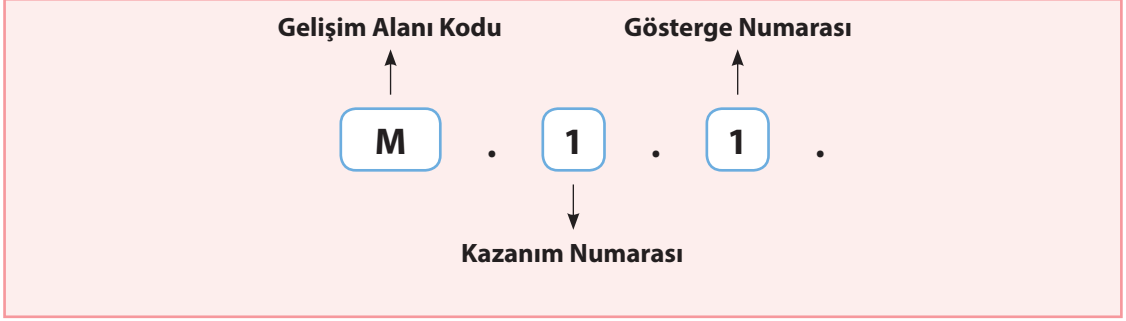 Gelişim Alanı Kodu Gösterge Numarası
M . 1 . 1 .
Kazanım Numarası